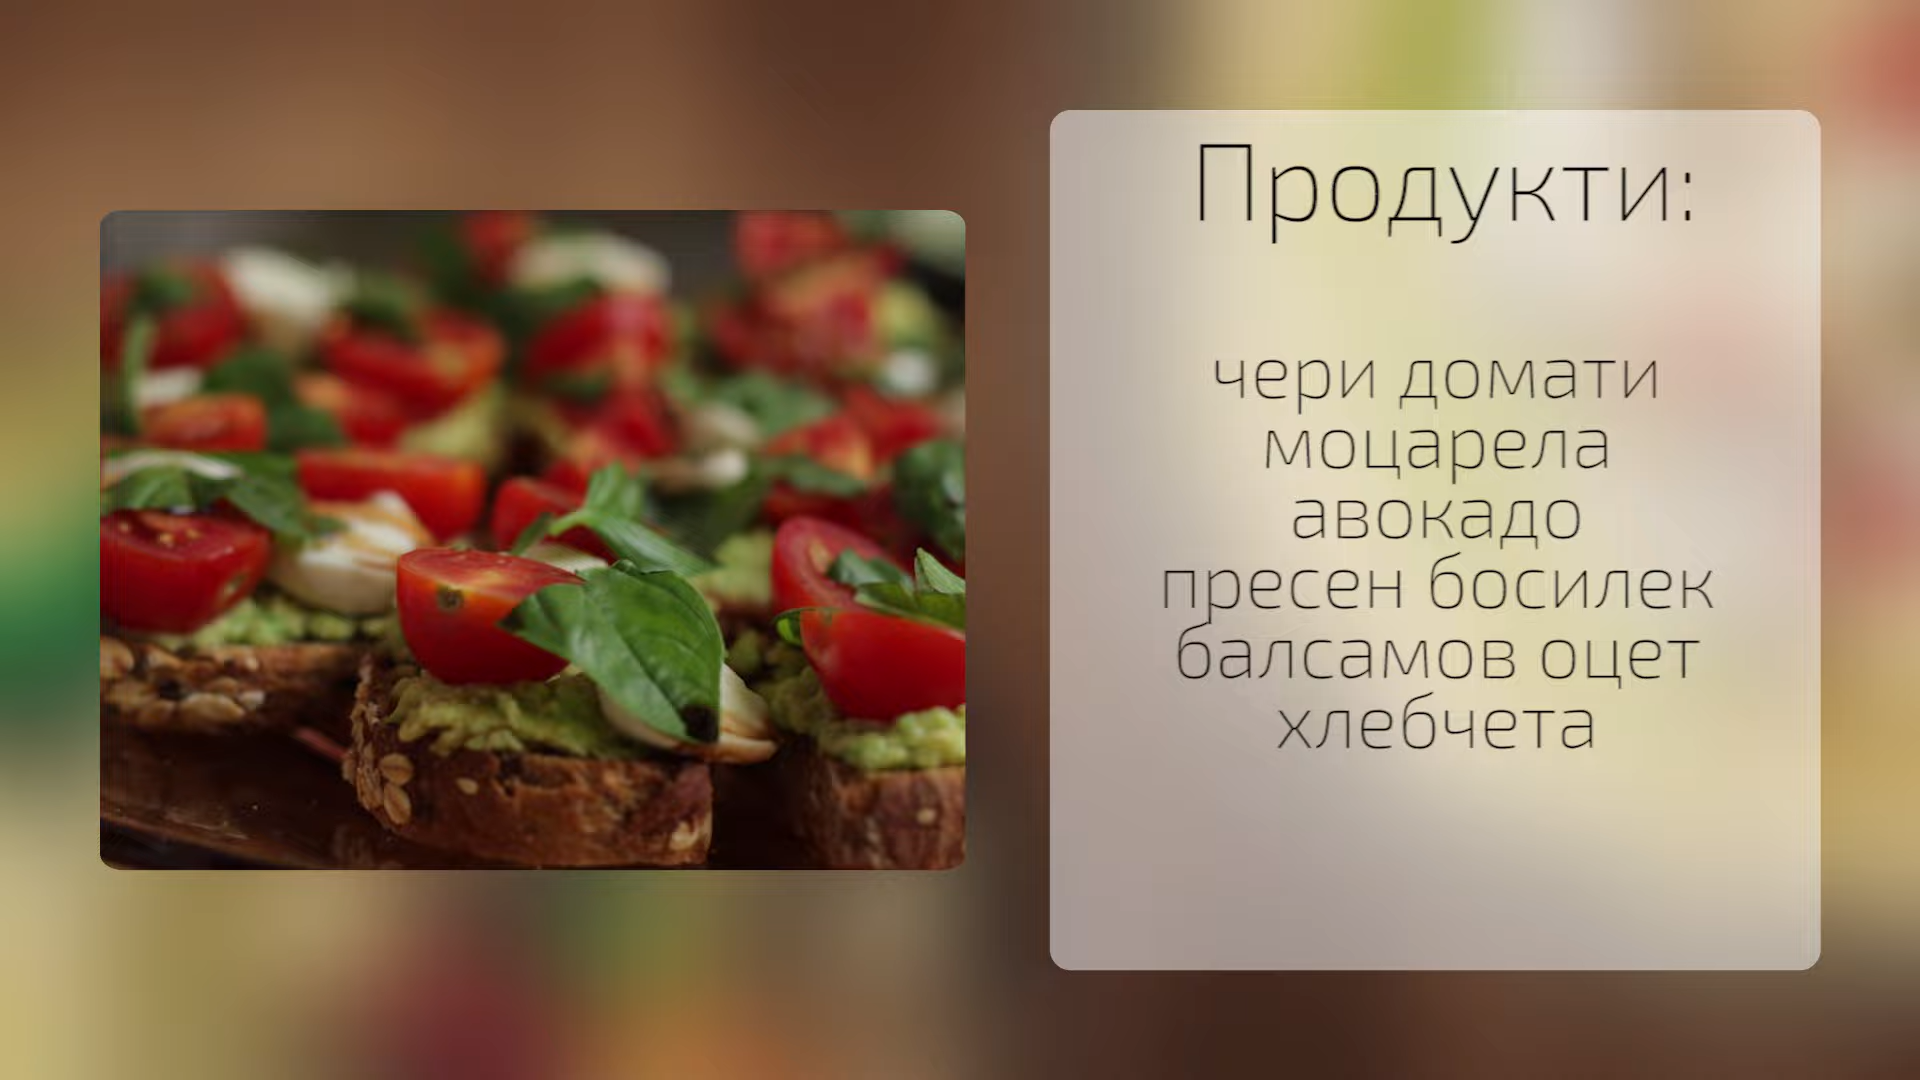 Продукти:
чери домати
моцарела
авокадо
пресен босилек
балсамов оцет
хлебчета